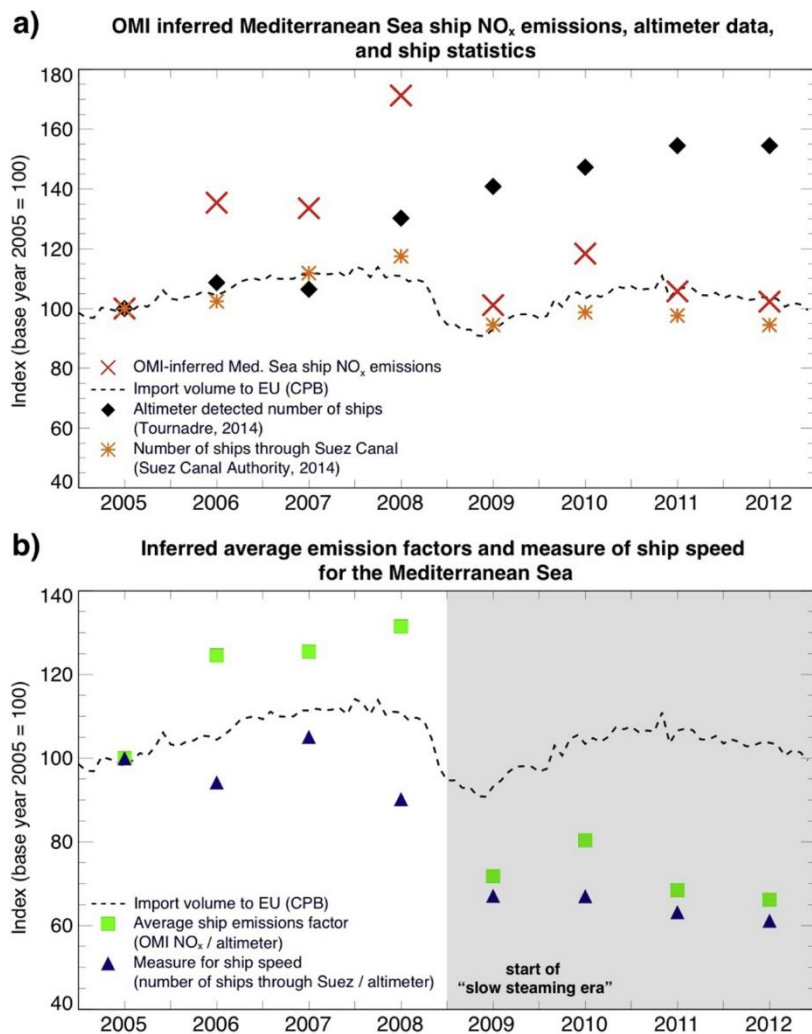 a)
OMI inferred Mediterranean Sea ship NOₓ emissions, altimeter data,
and ship statistics
Index (base year 2005 = 100)
180
160
140
120
100
80
60
40
OMI-inferred Med. Sea ship NOₓ emissions
Import volume to EU (CPB)
Altimeter detected number of ships
(Tournadre, 2014)
Number of ships through Suez Canal
(Suez Canal Authority, 2014)
2005 2006 2007 2008 2009 2010 2011 2012
b)
Inferred average emission factors and measure of ship speed
for the Mediterranean Sea
Index (base year 2005 = 100)
140
120
100
80
60
40
Import volume to EU (CPB)
Average ship emissions factor
(OMI NOₓ / altimeter)
Measure for ship speed
(number of ships through Suez / altimeter)
start of
“slow steaming era”
2005 2006 2007 2008 2009 2010 2011 2012